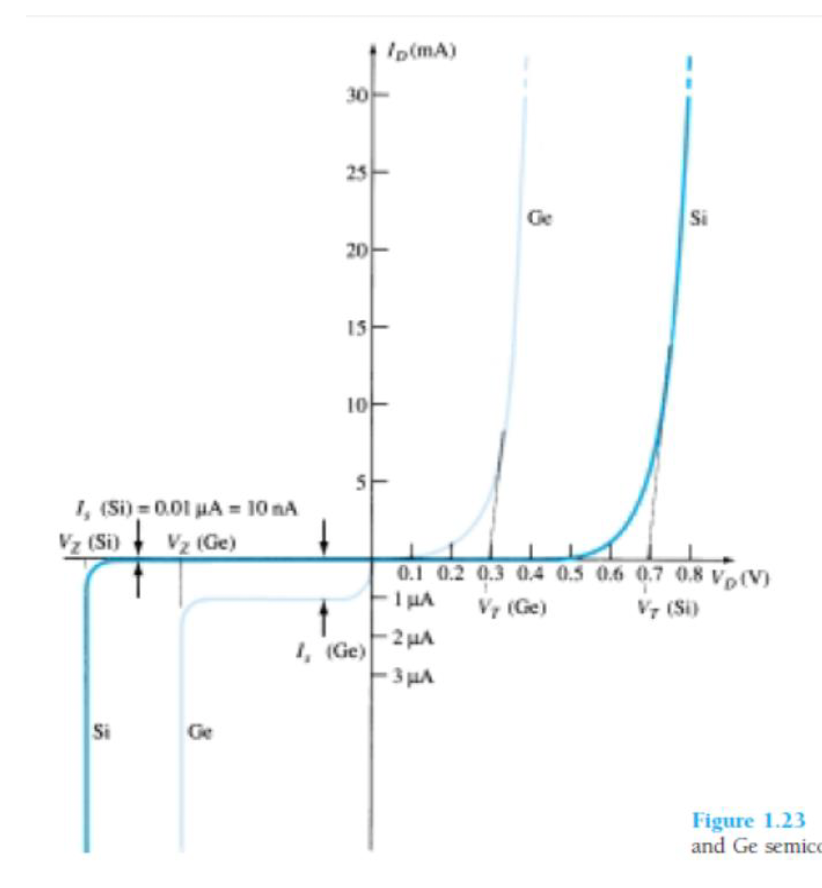 I_D (mA)
30
25
Ge
Si
20
15
10
5
I_s (Si) = 0.01 μA = 10 nA
V_Z (Si) V_Z (Ge)
0.1 0.2 0.3 0.4 0.5 0.6 0.7 0.8 V_D (V)
1 μA
V_T (Ge) V_T (Si)
I_s (Ge)
2 μA
3 μA
Si Ge
Figure 1.23
and Ge semic